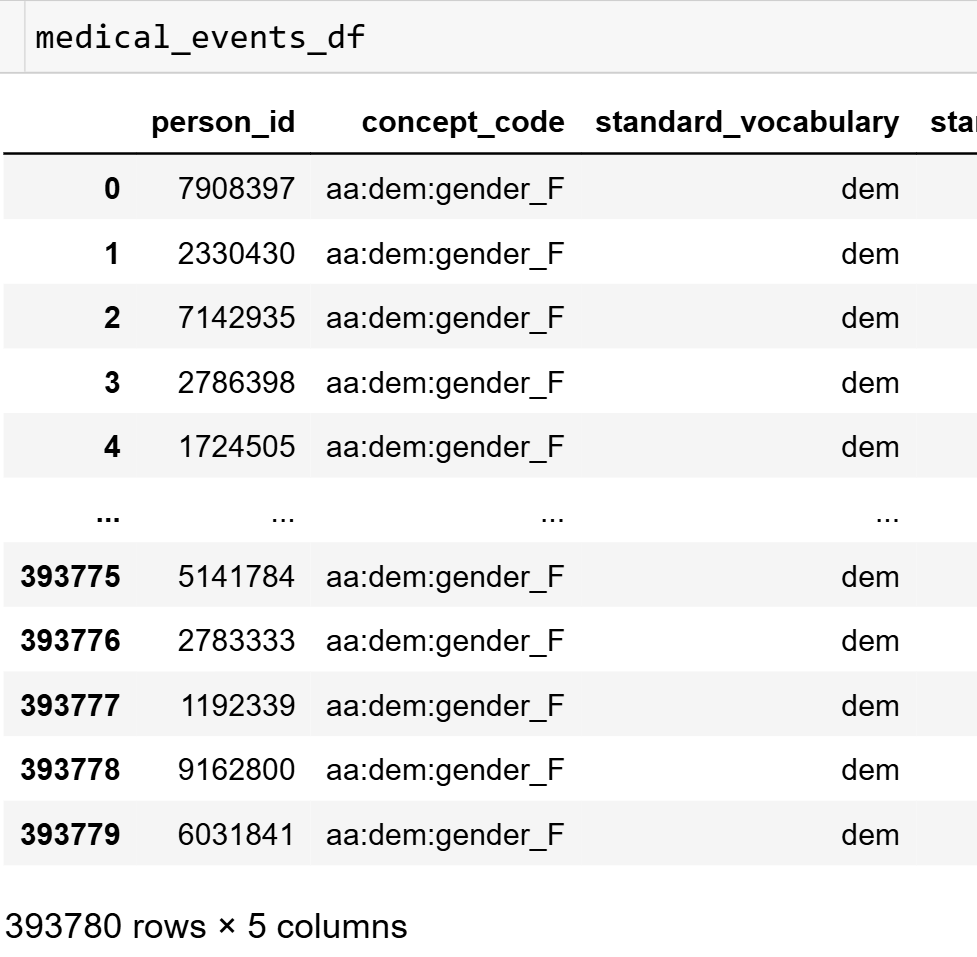 medical_events_df
person_id concept_code standard_vocabulary
0 7908397 aa:dem:gender_F dem
1 2330430 aa:dem:gender_F dem
2 7142935 aa:dem:gender_F dem
3 2786398 aa:dem:gender_F dem
4 1724505 aa:dem:gender_F dem
... ... ... ...
393775 5141784 aa:dem:gender_F dem
393776 2783333 aa:dem:gender_F dem
393777 1192339 aa:dem:gender_F dem
393778 9162800 aa:dem:gender_F dem
393779 6031841 aa:dem:gender_F dem
393780 rows × 5 columns